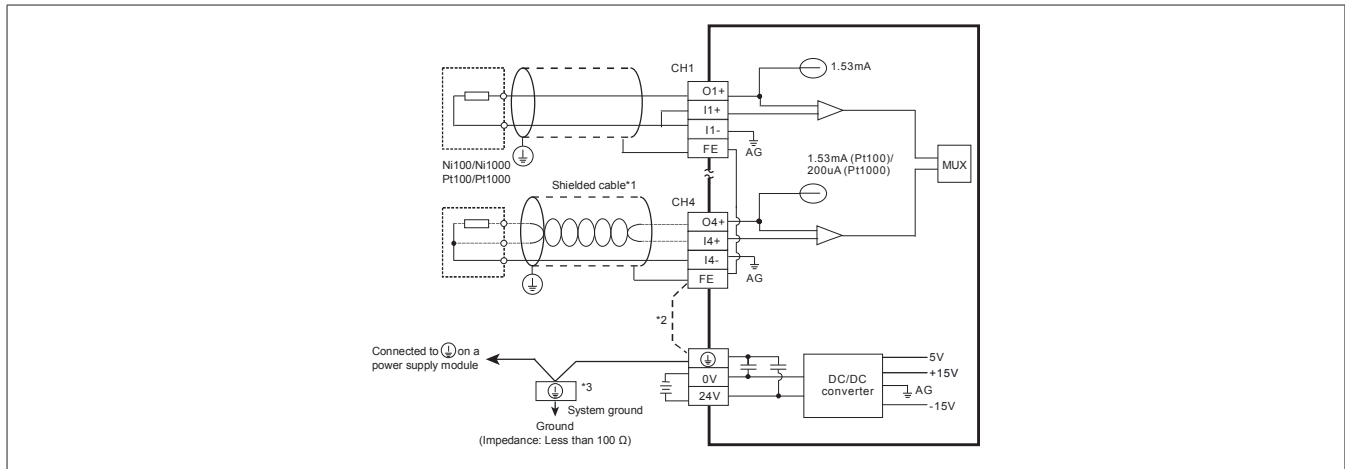 CH1
1.53mA
O1+
I1+
I1-
FE
AG
Ni100/Ni1000
Pt100/Pt1000
1.53mA (Pt100)/
200uA (Pt1000)
MUX
Shielded cable*1
CH4
O4+
I4+
I4-
FE
AG
*2
Connected to ⏚ on a
power supply module
*3
System ground
Ground
(Impedance: Less than 100 Ω)
0V
24V
DC/DC
converter
5V
+15V
AG
-15V